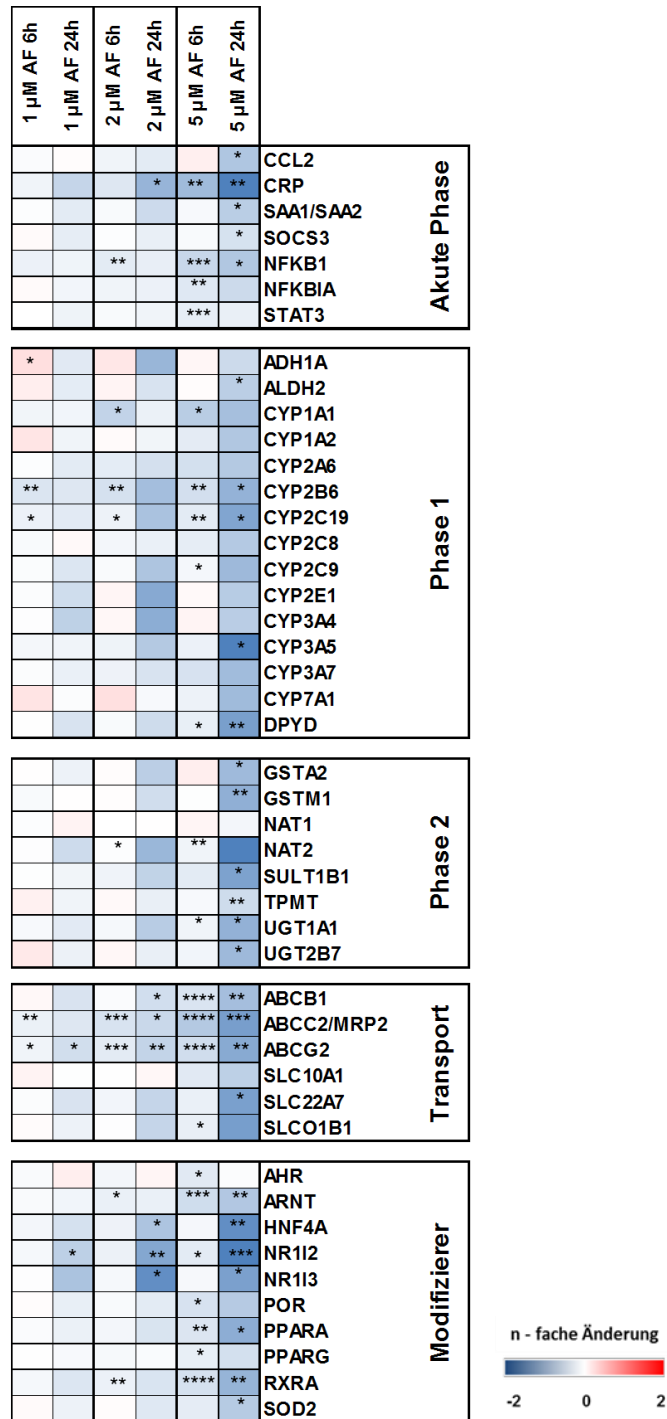 1 µM AF 6h
1 µM AF 24h
2 µM AF 6h
2 µM AF 24h
5 µM AF 6h
5 µM AF 24h
Akute Phase
* CCL2
* ** ** CRP
* SAA1/SAA2
* SOCS3
** *** * NFKB1
** NFKBIA
*** STAT3
Phase 1
* ADH1A
* ALDH2
* * CYP1A1
CYP1A2
CYP2A6
** ** ** * CYP2B6
* * ** * CYP2C19
CYP2C8
* CYP2C9
CYP2E1
CYP3A4
* CYP3A5
CYP3A7
CYP7A1
* ** DPYD
Phase 2
* GSTA2
** GSTM1
NAT1
* ** NAT2
* SULT1B1
** TPMT
* * UGT1A1
* UGT2B7
Transport
* **** ** ABCB1
** *** * **** *** ABCC2/MRP2
* * *** ** **** ** ABCG2
SLC10A1
* SLC22A7
* SLCO1B1
Modifizierer
* AHR
* *** ** ARNT
* ** HNF4A
* ** * *** NR1I2
* * NR1I3
* POR
** * PPARA
* PPARG
** **** ** RXRA
* SOD2
n - fache Änderung
-2 0 2